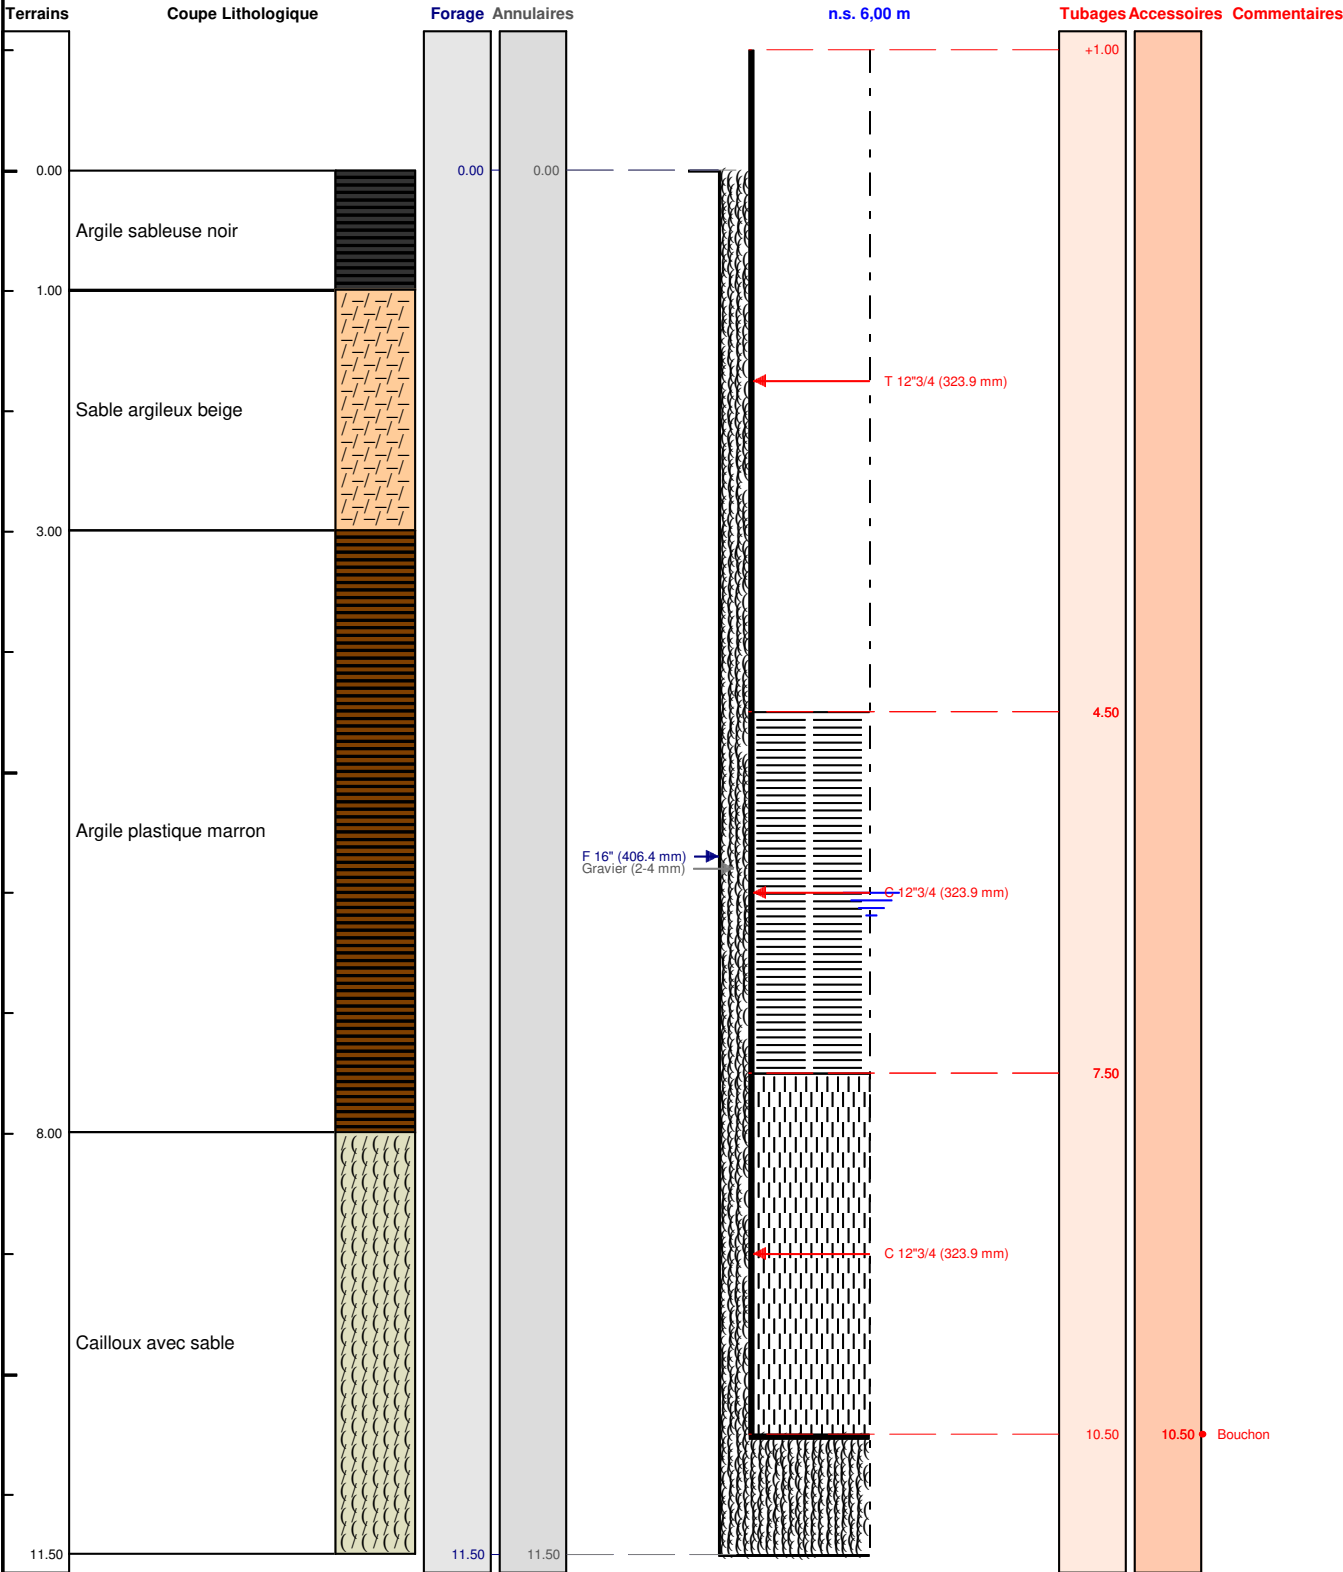 Terrains Coupe Lithologique Forage Annulaires n.s. 6,00 m Tubages Accessoires Commentaires
+1.00
0.00 0.00 0.00
Argile sableuse noir
1.00
T 12"3/4 (323.9 mm)
Sable argileux beige
3.00
4.50
Argile plastique marron
F 16" (406.4 mm)
Gravier (2-4 mm)
C 12"3/4 (323.9 mm)
7.50
8.00
C 12"3/4 (323.9 mm)
Cailloux avec sable
10.50 10.50 Bouchon
11.50 11.50 11.50